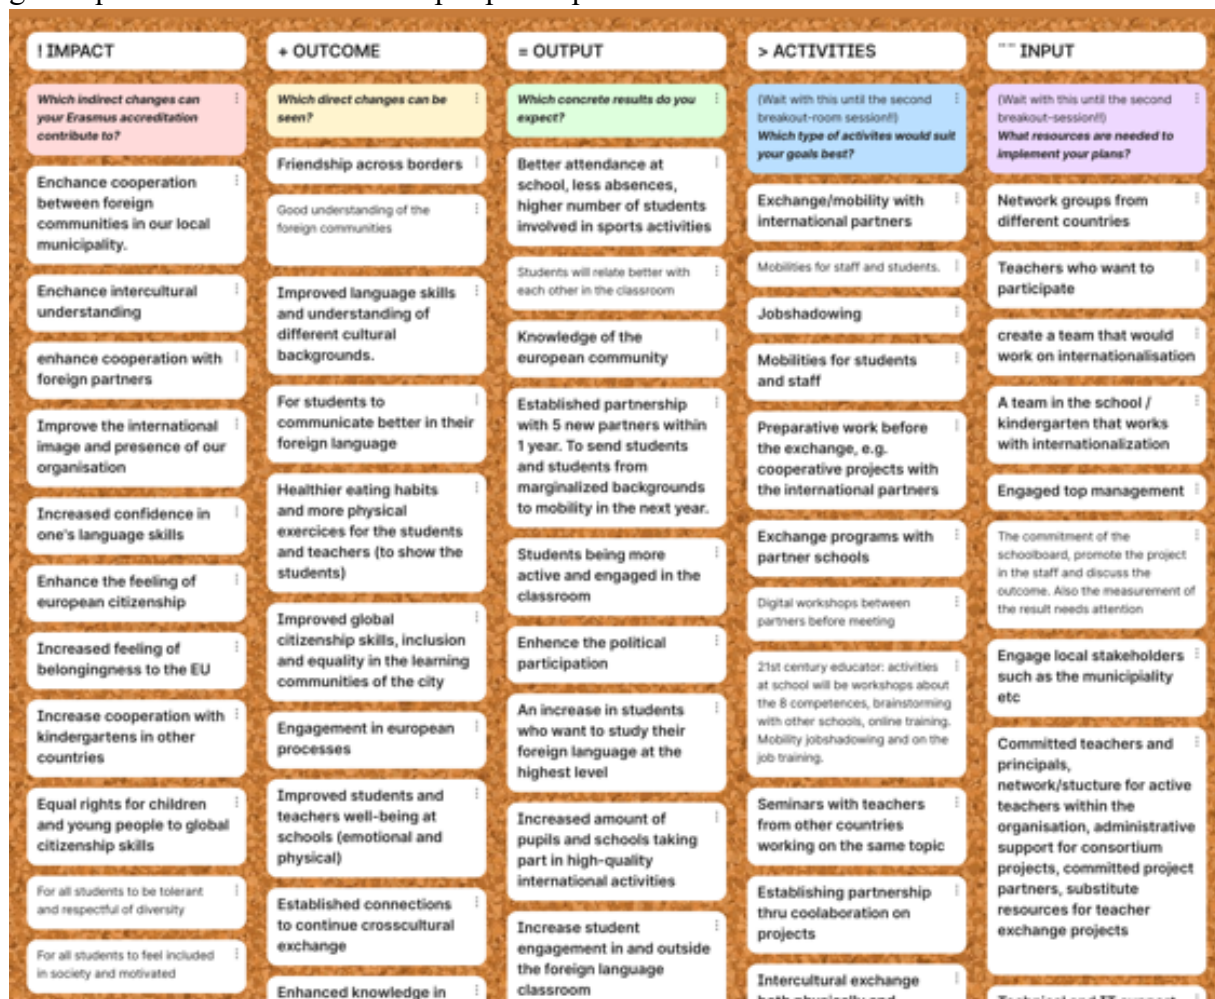 ! IMPACT
Which indirect changes can
your Erasmus accreditation
contribute to?
Enchance cooperation
between foreign
communities in our local
municipality.
Enchance intercultural
understanding
enhance cooperation with
foreign partners
Improve the international
image and presence of our
organisation
Increased confidence in
one's language skills
Enhance the feeling of
european citizenship
Increased feeling of
belongingness to the EU
Increase cooperation with
kindergartens in other
countries
Equal rights for children
and young people to global
citizenship skills
For all students to be tolerant
and respectful of diversity
For all students to feel included
in society and motivated
+ OUTCOME
Which direct changes can be
seen?
Friendship across borders
Good understanding of the
foreign communities
Improved language skills
and understanding of
different cultural
backgrounds.
For students to
communicate better in their
foreign language
Healthier eating habits
and more physical
exercices for the students
and teachers (to show the
students)
Improved global
citizenship skills, inclusion
and equality in the learning
communities of the city
Engagement in european
processes
Improved students and
teachers well-being at
schools (emotional and
physical)
Established connections
to continue crosscultural
exchange
Enhanced knowledge in
= OUTPUT
Which concrete results do you
expect?
Better attendance at
school, less absences,
higher number of students
involved in sports activities
Students will relate better with
each other in the classroom
Knowledge of the
european community
Established partnership
with 5 new partners within
1 year. To send students
and students from
marginalized backgrounds
to mobility in the next year.
Students being more
active and engaged in the
classroom
Enhence the political
participation
An increase in students
who want to study their
foreign language at the
highest level
Increased amount of
pupils and schools taking
part in high-quality
international activities
Increase student
engagement in and outside
the foreign language
classroom
> ACTIVITIES
(Wait with this until the second
breakout-room session!!)
Which type of activites would suit
your goals best?
Exchange/mobility with
international partners
Mobilities for staff and students.
Jobshadowing
Mobilities for students
and staff
Preparative work before
the exchange, e.g.
cooperative projects with
the international partners
Exchange programs with
partner schools
Digital workshops between
partners before meeting
21st century educator: activities
at school will be workshops about
the 8 competences, brainstorming
with other schools, online training.
Mobility jobshadowing and on the
job training.
Seminars with teachers
from other countries
working on the same topic
Establishing partnership
thru coolaboration on
projects
Intercultural exchange
both physically and
¨¨ INPUT
(Wait with this until the second
breakout-session!!)
What resources are needed to
implement your plans?
Network groups from
different countries
Teachers who want to
participate
create a team that would
work on internationalisation
A team in the school /
kindergarten that works
with internationalization
Engaged top management
The commitment of the
schoolboard, promote the project
in the staff and discuss the
outcome. Also the measurement of
the result needs attention
Engage local stakeholders
such as the municipiality
etc
Committed teachers and
principals,
network/stucture for active
teachers within the
organisation, administrative
support for consortium
projects, committed project
partners, substitute
resources for teacher
exchange projects
Technical and IT support